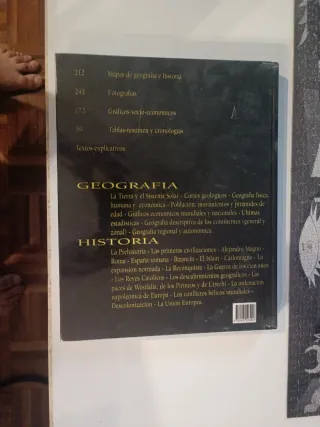 212 Mapas de geografía e historia
245 Fotografías
172 Gráficos socio-económicos
Tablas-resumen y cronologías
Textos explicativos
GEOGRAFIA
La Tierra y el Sistema Solar - Cortes geológicos - Geografía física,
humana y económica - Población, movimientos y pirámides de
edad - Gráficos económicos mundiales y nacionales - Últimas
estadísticas - Geografía descriptiva de los continentes (general y
zonal) - Geografía regional y autonómica.
HISTORIA
La Prehistoria - Las primeras civilizaciones - Alejandro Magno -
Roma - España romana - Bizancio - El Islam - Carlomagno - La
expansión normanda - La Reconquista - La Guerra de los cien años
- Los Reyes Católicos - Los descubrimientos geográficos - Las
paces de Westfalia, de los Pirineos y de Utrecht - La ordenación
napoleónica de Europa - Los conflictos bélicos mundiales -
Descolonización - La Unión Europea.